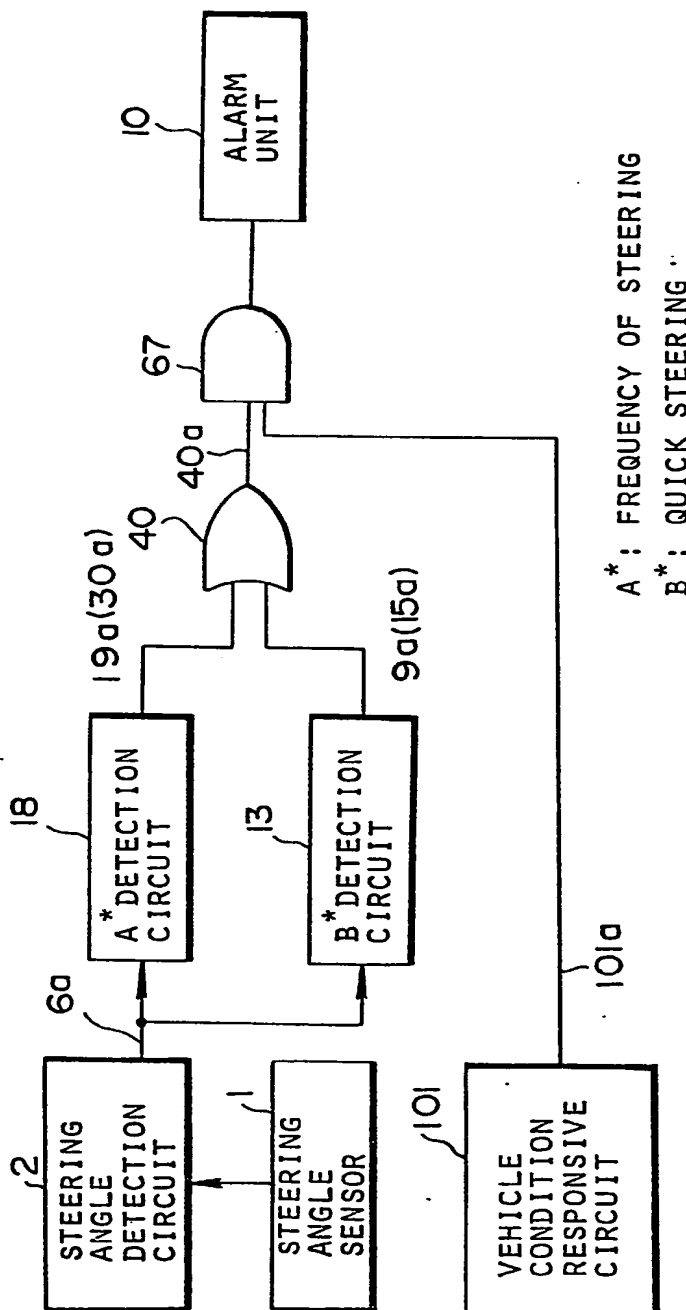 2
STEERING
ANGLE
DETECTION
CIRCUIT
1
STEERING
ANGLE
SENSOR
6a
18
A* DETECTION
CIRCUIT
13
B* DETECTION
CIRCUIT
19a(30a)
9a(15a)
40
40a
67
10
ALARM
UNIT
101
VEHICLE
CONDITION
RESPONSIVE
CIRCUIT
101a
A*: FREQUENCY OF STEERING
B*: QUICK STEERING